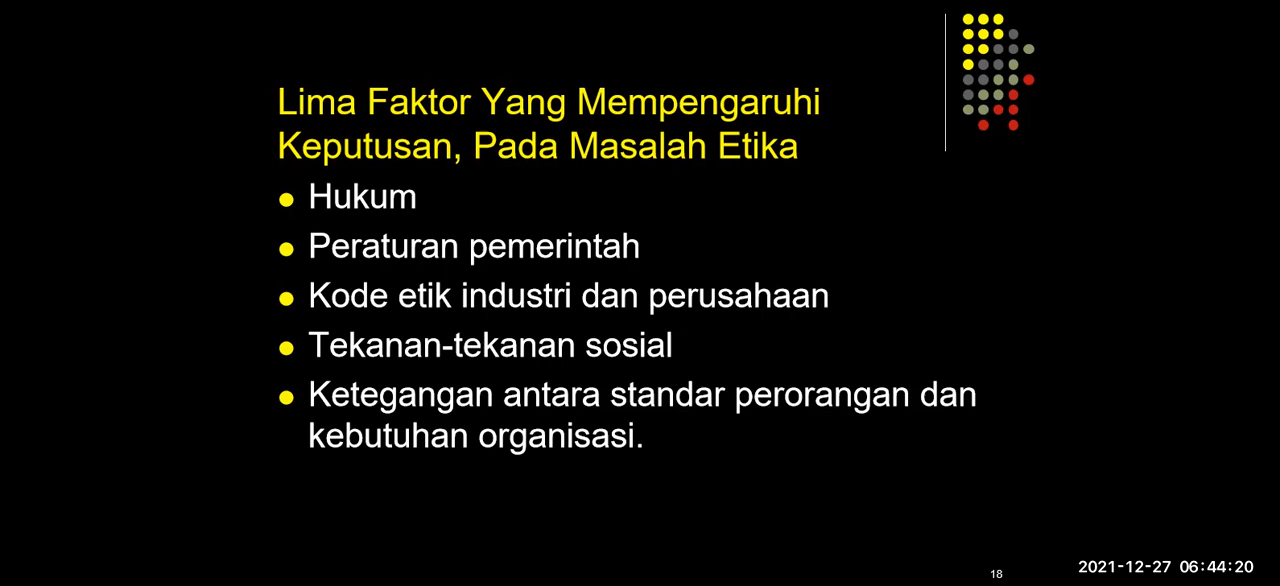 Lima Faktor Yang Mempengaruhi
Keputusan, Pada Masalah Etika
Hukum
Peraturan pemerintah
Kode etik industri dan perusahaan
Tekanan-tekanan sosial
Ketegangan antara standar perorangan dan
kebutuhan organisasi.
18
2021-12-27 06:44:20